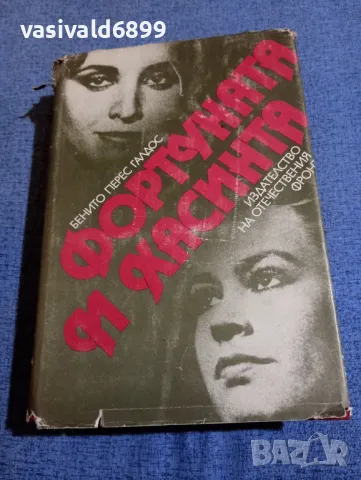 vasivald6899
БЕНИТО ПЕРЕС ГАЛДОС
ФОРТУНАТА
И ХАСИНТА
ИЗДАТЕЛСТВО
НА ОТЕЧЕСТВЕНИЯ
ФРОНТ
BAZAR